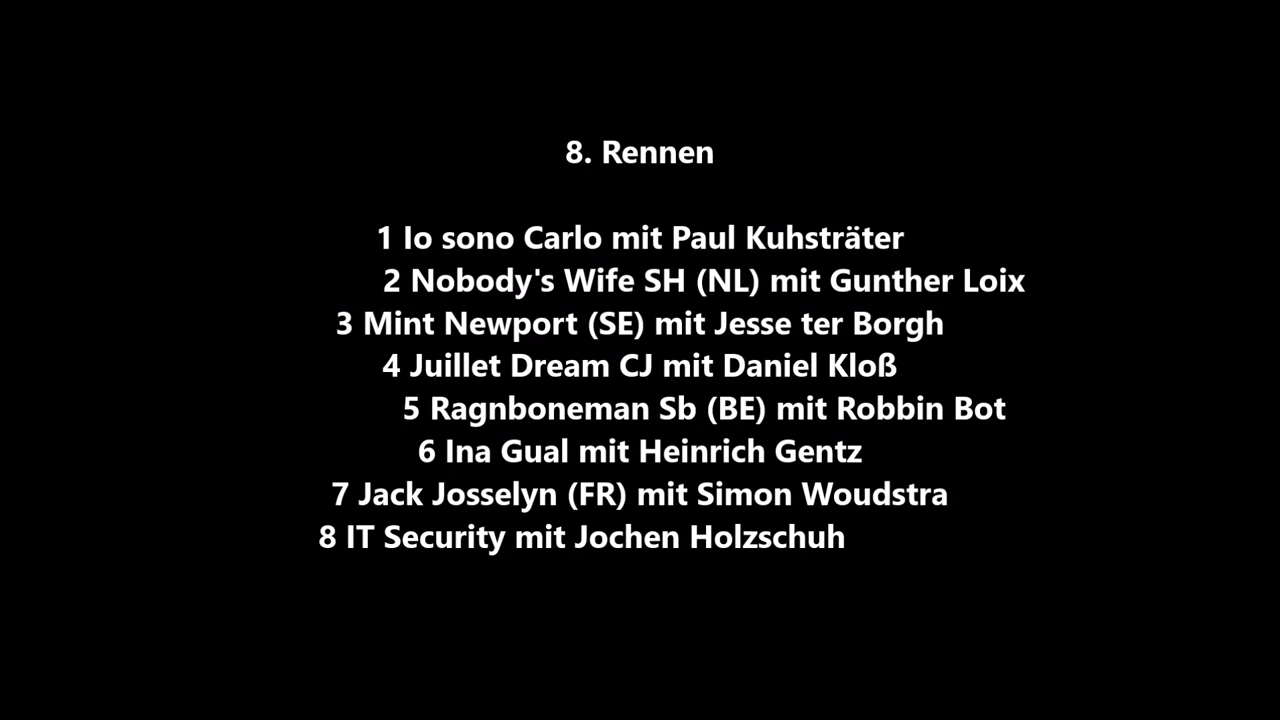 8. Rennen
1 Io sono Carlo mit Paul Kuhsträter
2 Nobody's Wife SH (NL) mit Gunther Loix
3 Mint Newport (SE) mit Jesse ter Borgh
4 Juillet Dream CJ mit Daniel Kloß
5 Ragnboneman Sb (BE) mit Robbin Bot
6 Ina Gual mit Heinrich Gentz
7 Jack Josselyn (FR) mit Simon Woudstra
8 IT Security mit Jochen Holzschuh